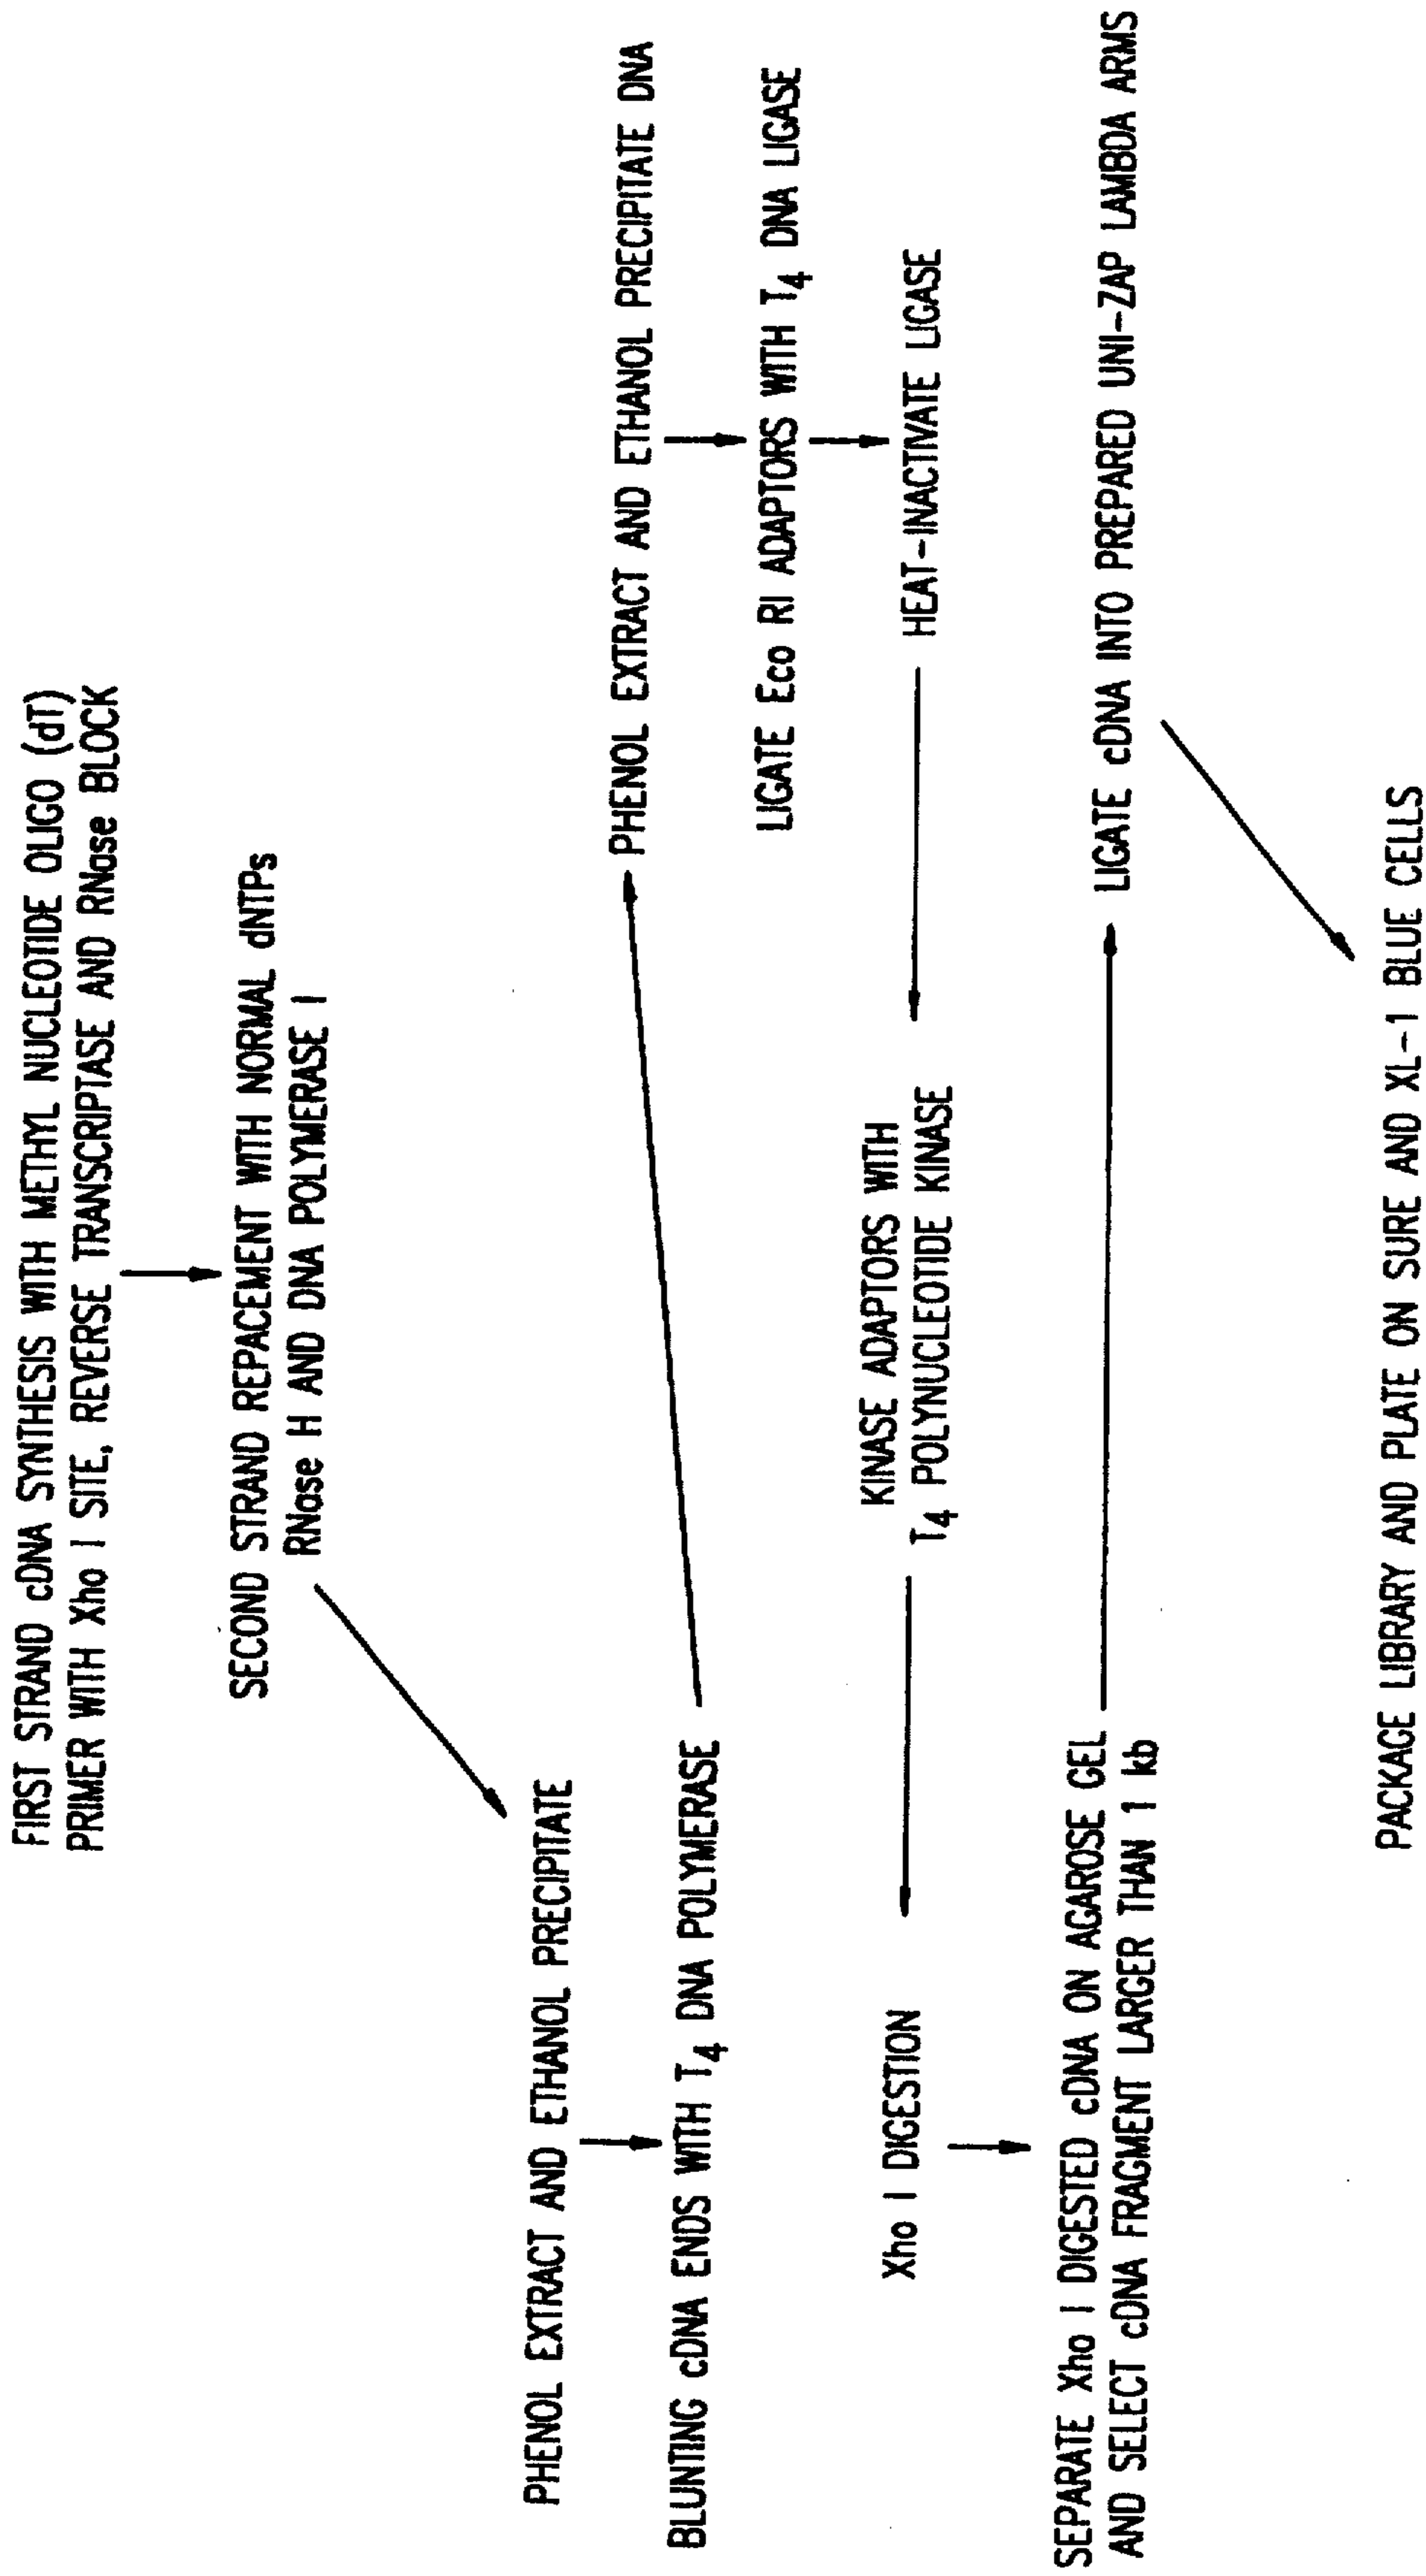 FIRST STRAND cDNA SYNTHESIS WITH METHYL NUCLEOTIDE OLIGO (dT)
PRIMER WITH Xho I SITE, REVERSE TRANSCRIPTASE AND RNase BLOCK
SECOND STRAND REPACEMENT WITH NORMAL dNTPs
RNase H AND DNA POLYMERASE I
PHENOL EXTRACT AND ETHANOL PRECIPITATE
BLUNTING cDNA ENDS WITH T4 DNA POLYMERASE
PHENOL EXTRACT AND ETHANOL PRECIPITATE DNA
LIGATE Eco RI ADAPTORS WITH T4 DNA LIGASE
HEAT-INACTIVATE LIGASE
KINASE ADAPTORS WITH
T4 POLYNUCLEOTIDE KINASE
Xho I DIGESTION
SEPARATE Xho I DIGESTED cDNA ON AGAROSE GEL
AND SELECT cDNA FRAGMENT LARGER THAN 1 kb
LIGATE cDNA INTO PREPARED UNI-ZAP LAMBDA ARMS
PACKAGE LIBRARY AND PLATE ON SURE AND XL-1 BLUE CELLS